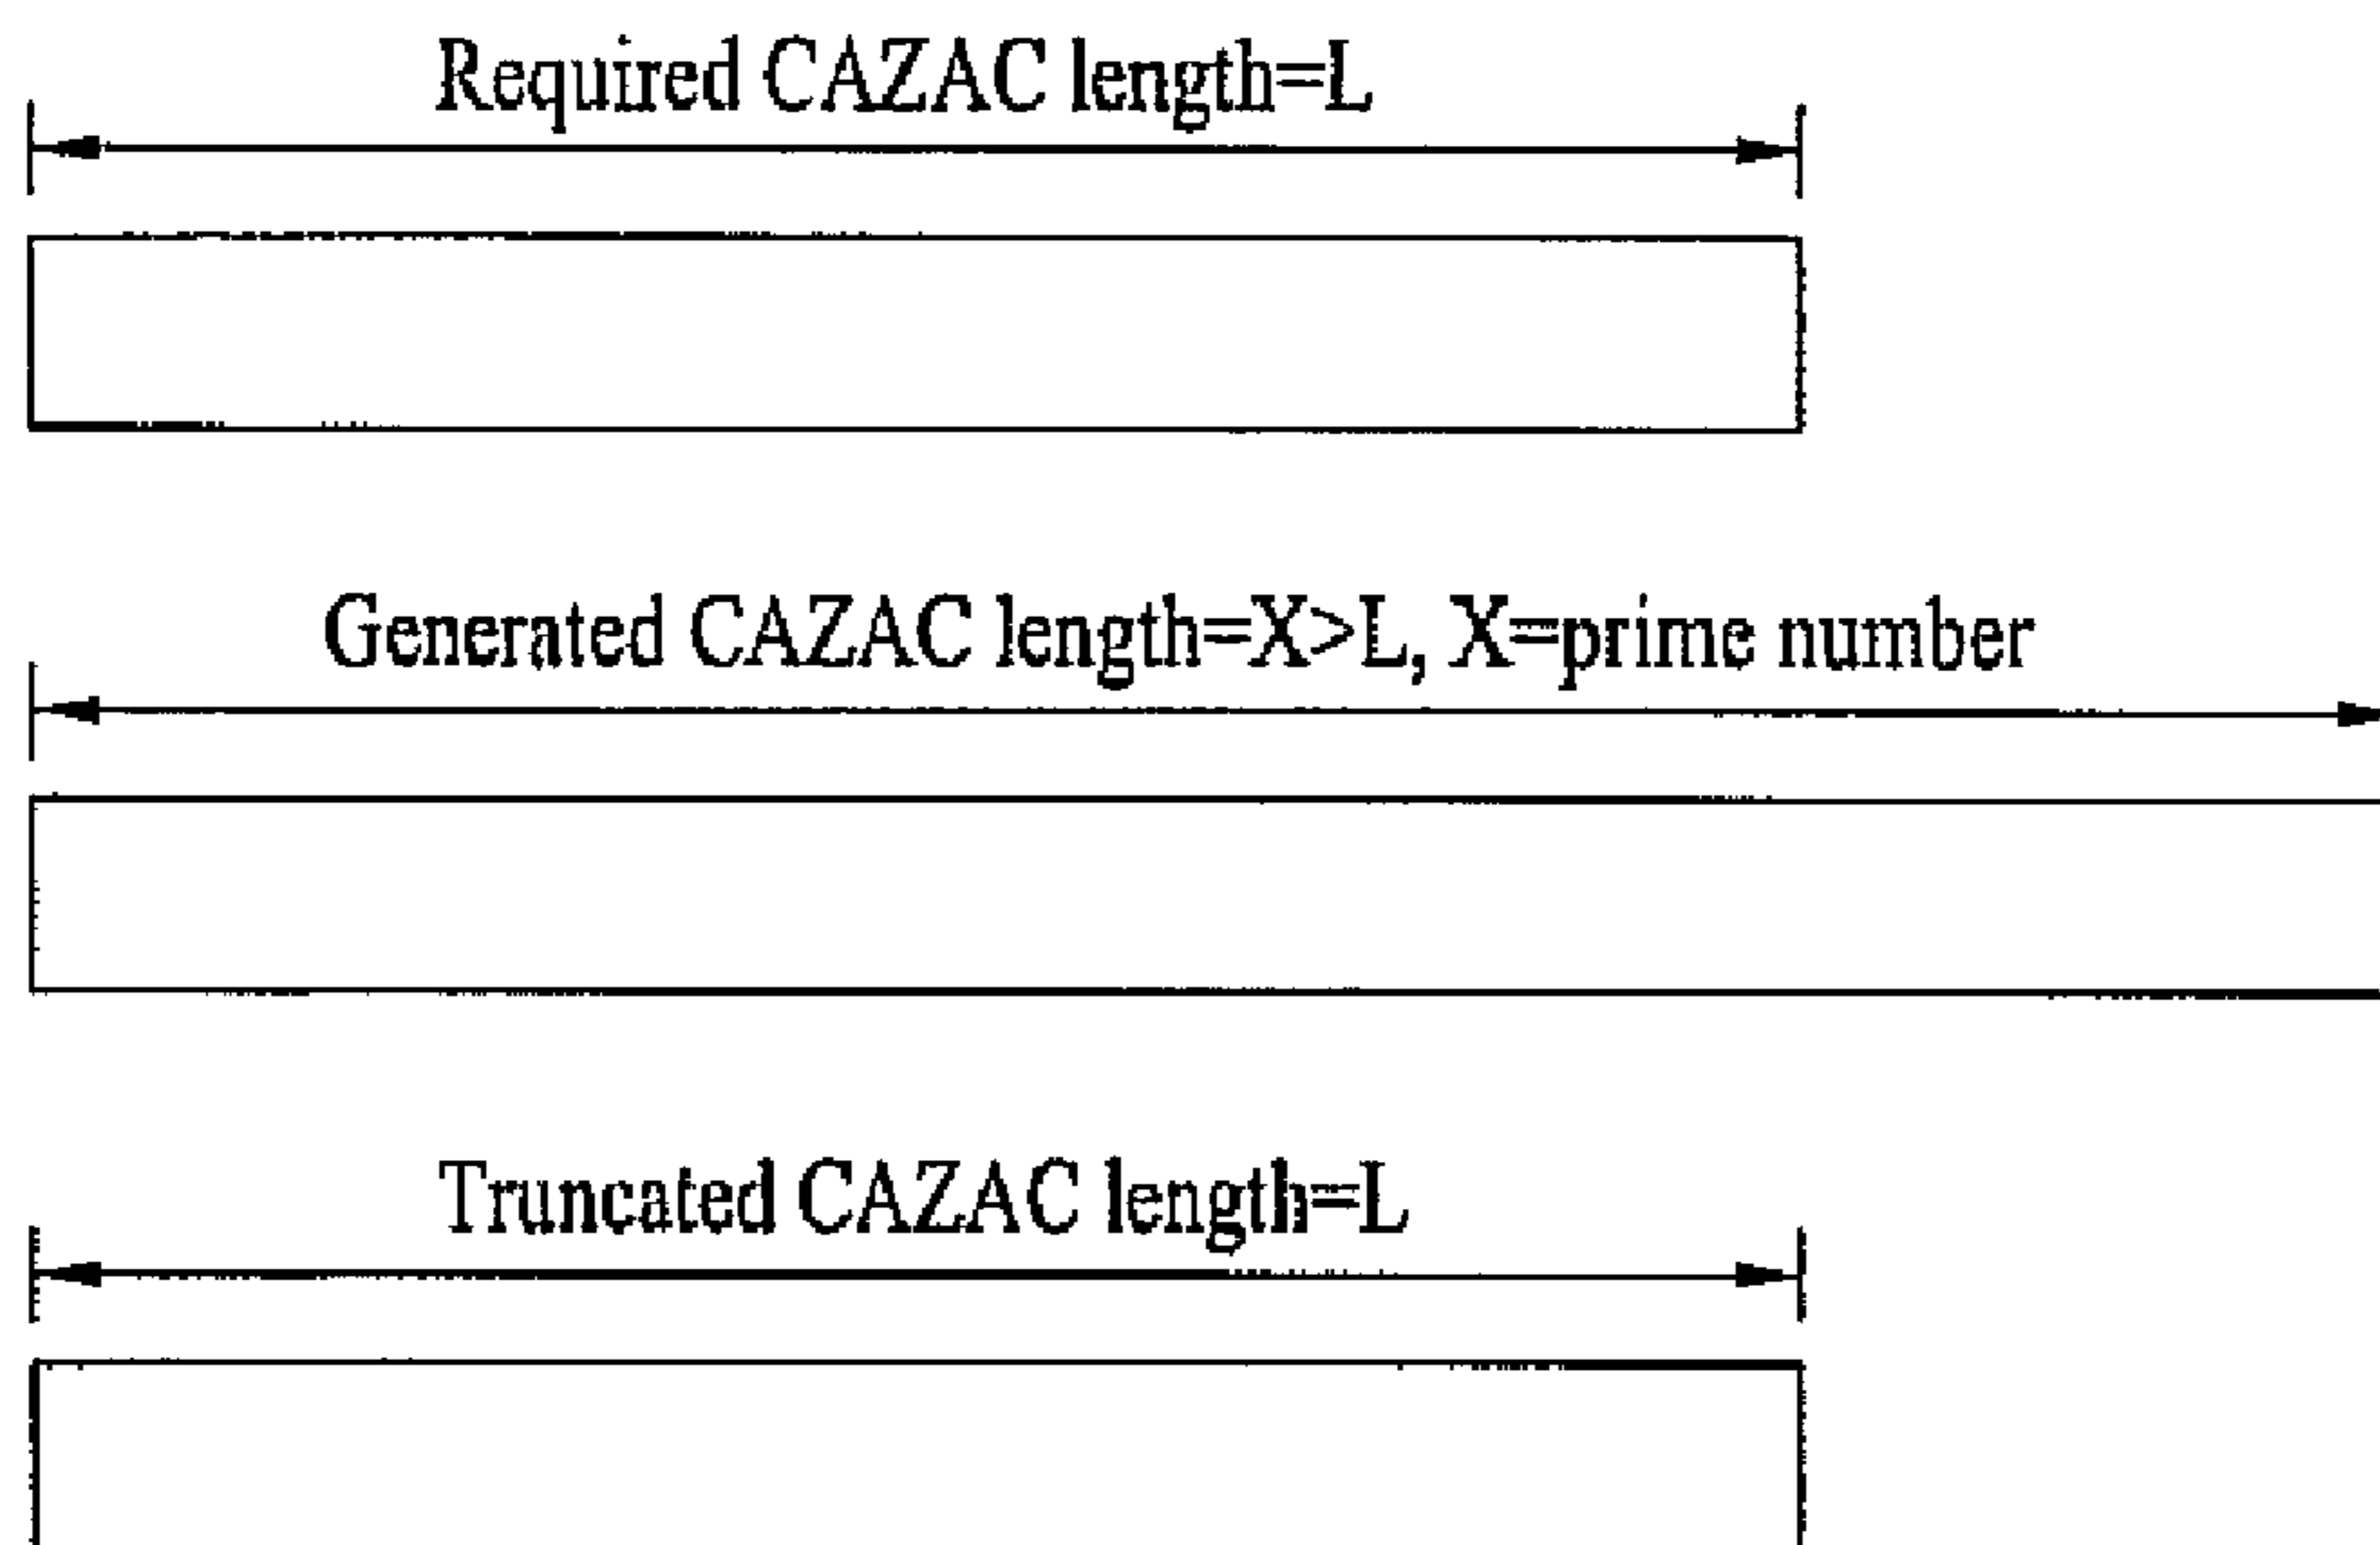 Required CAZAC length=L
Generated CAZAC length=X>L, X=prime number
Truncated CAZAC length=L